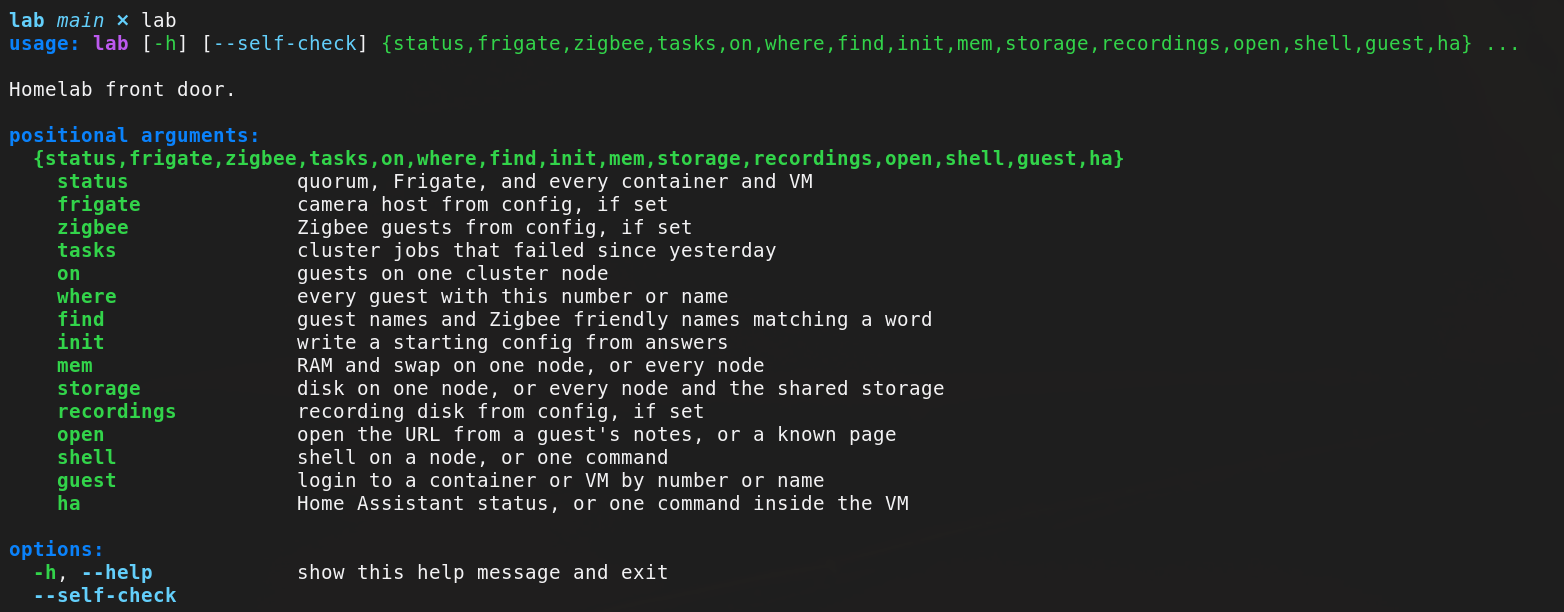 lab main × lab
usage: lab [-h] [--self-check] {status,frigate,zigbee,tasks,on,where,find,init,mem,storage,recordings,open,shell,guest,ha} ...

Homelab front door.

positional arguments:
  {status,frigate,zigbee,tasks,on,where,find,init,mem,storage,recordings,open,shell,guest,ha}
    status              quorum, Frigate, and every container and VM
    frigate             camera host from config, if set
    zigbee              Zigbee guests from config, if set
    tasks               cluster jobs that failed since yesterday
    on                  guests on one cluster node
    where               every guest with this number or name
    find                guest names and Zigbee friendly names matching a word
    init                write a starting config from answers
    mem                 RAM and swap on one node, or every node
    storage             disk on one node, or every node and the shared storage
    recordings          recording disk from config, if set
    open                open the URL from a guest's notes, or a known page
    shell               shell on a node, or one command
    guest               login to a container or VM by number or name
    ha                  Home Assistant status, or one command inside the VM

options:
  -h, --help            show this help message and exit
  --self-check